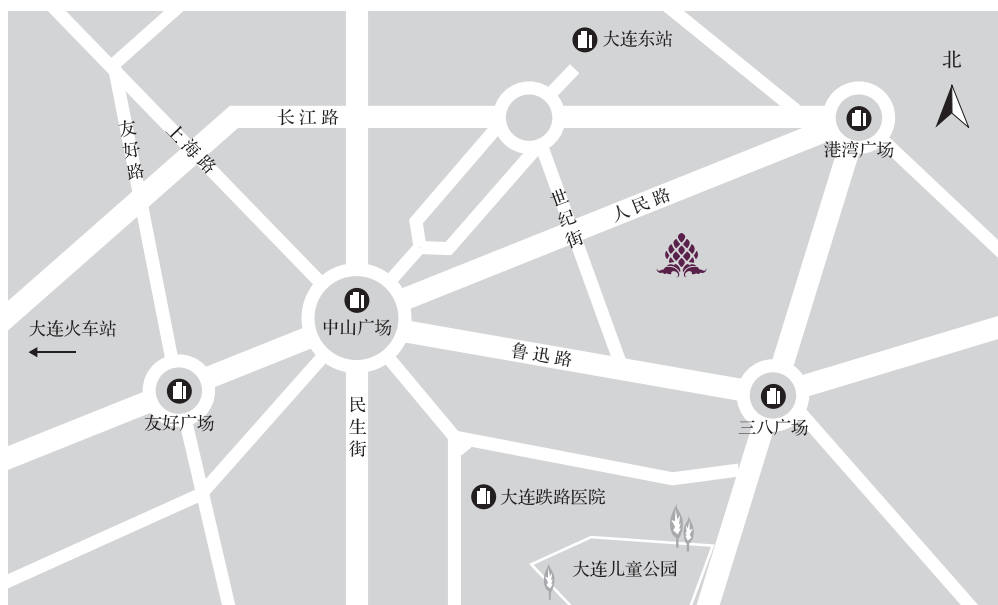 大连东站
北
长江路
友好路
上海路
港湾广场
世纪街
人民路
大连火车站
中山广场
鲁迅路
民生街
友好广场
三八广场
大连跌路医院
大连儿童公园